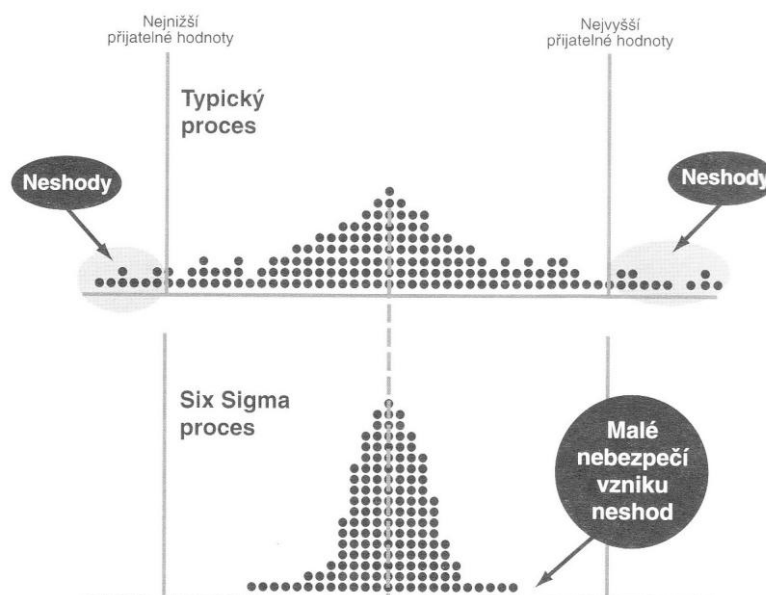 Nejnižší
přijatelné hodnoty
Nejvyšší
přijatelné hodnoty
Typický
proces
Neshody
Neshody
Six Sigma
proces
Malé
nebezpečí
vzniku
neshod